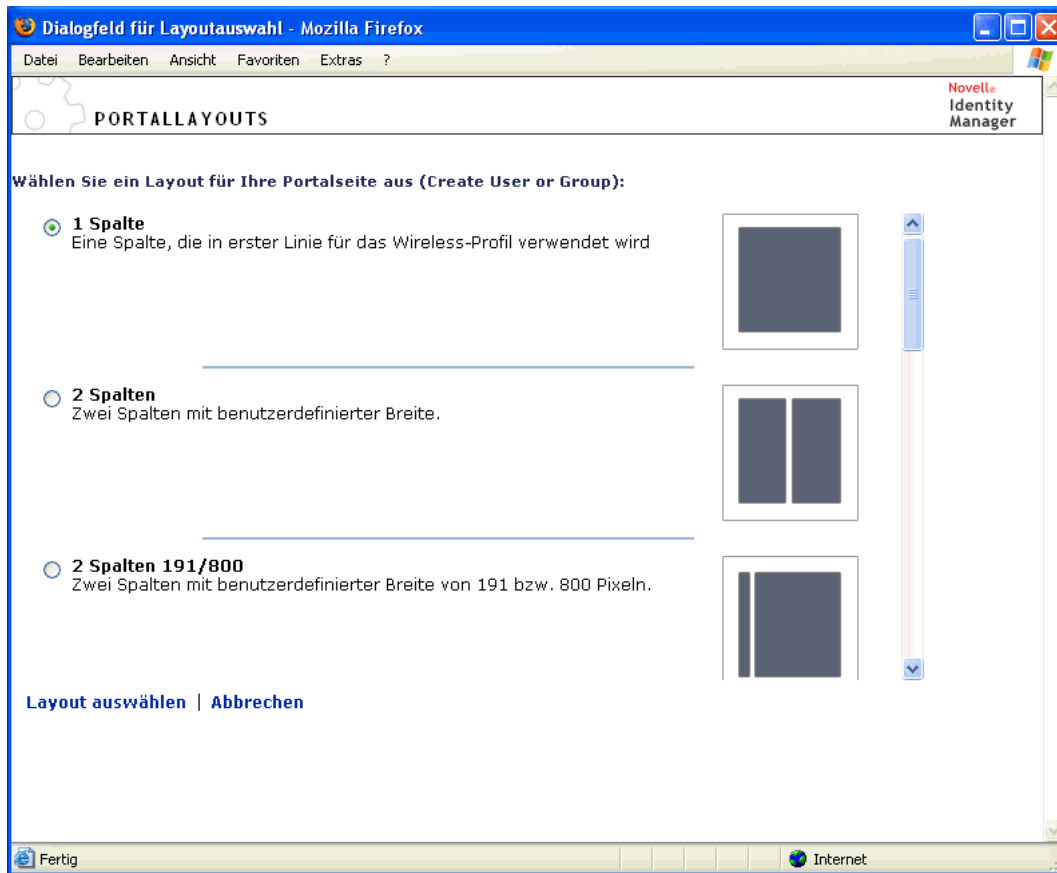 Dialogfeld für Layoutauswahl - Mozilla Firefox
Datei Bearbeiten Ansicht Favoriten Extras ?
PORTALLAYOUTS
Novell®
Identity
Manager
Wählen Sie ein Layout für Ihre Portalseite aus (Create User or Group):
1 Spalte
Eine Spalte, die in erster Linie für das Wireless-Profil verwendet wird
2 Spalten
Zwei Spalten mit benutzerdefinierter Breite.
2 Spalten 191/800
Zwei Spalten mit benutzerdefinierter Breite von 191 bzw. 800 Pixeln.
Layout auswählen | Abbrechen
Fertig
Internet